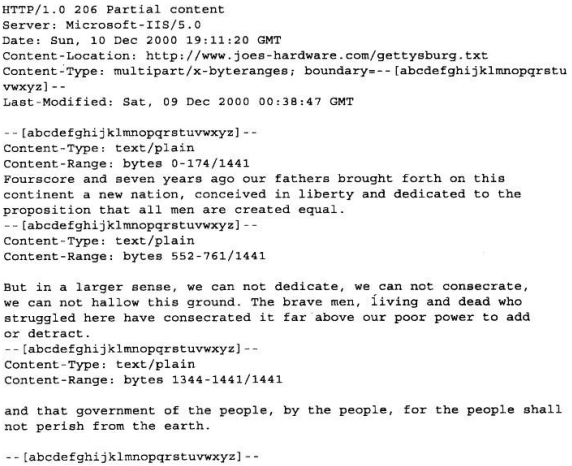 HTTP/1.0 206 Partial content
Server: Microsoft-IIS/5.0
Date: Sun, 10 Dec 2000 19:11:20 GMT
Content-Location: http://www.joes-hardware.com/gettysburg.txt
Content-Type: multipart/x-byteranges; boundary=--[abcdefghijklmnopqrstu
vwxyz]--
Last-Modified: Sat, 09 Dec 2000 00:38:47 GMT

--[abcdefghijklmnopqrstuvwxyz]--
Content-Type: text/plain
Content-Range: bytes 0-174/1441
Fourscore and seven years ago our fathers brought forth on this
continent a new nation, conceived in liberty and dedicated to the
proposition that all men are created equal.
--[abcdefghijklmnopqrstuvwxyz]--
Content-Type: text/plain
Content-Range: bytes 552-761/1441

But in a larger sense, we can not dedicate, we can not consecrate,
we can not hallow this ground. The brave men, living and dead who
struggled here have consecrated it far above our poor power to add
or detract.
--[abcdefghijklmnopqrstuvwxyz]--
Content-Type: text/plain
Content-Range: bytes 1344-1441/1441

and that government of the people, by the people, for the people shall
not perish from the earth.

--[abcdefghijklmnopqrstuvwxyz]--